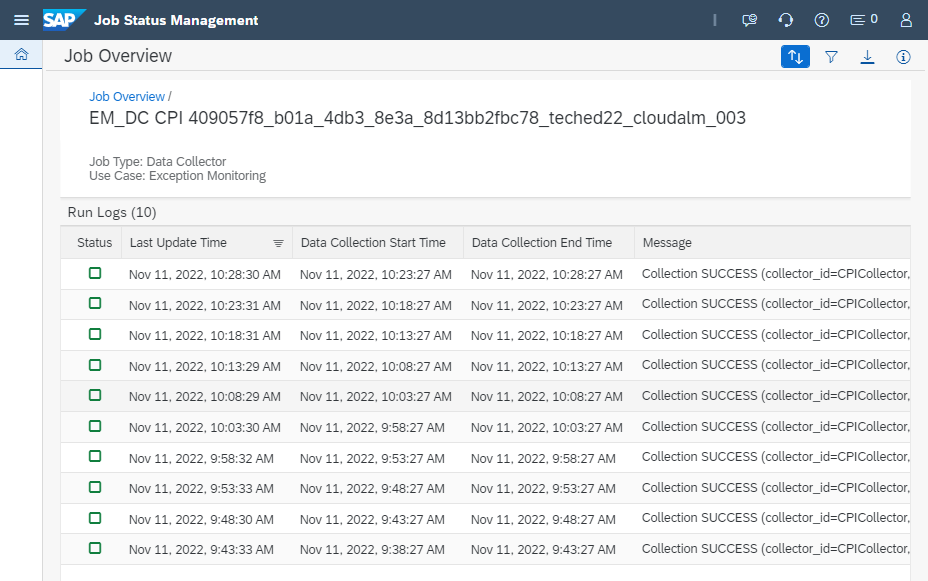 SAP Job Status Management 0
Job Overview
Job Overview /
EM_DC CPI 409057f8_b01a_4db3_8e3a_8d13bb2fbc78_teched22_cloudalm_003
Job Type: Data Collector
Use Case: Exception Monitoring
Run Logs (10)
Status Last Update Time Data Collection Start Time Data Collection End Time Message
Nov 11, 2022, 10:28:30 AM Nov 11, 2022, 10:23:27 AM Nov 11, 2022, 10:28:27 AM Collection SUCCESS (collector_id=CPICollector,
Nov 11, 2022, 10:23:31 AM Nov 11, 2022, 10:18:27 AM Nov 11, 2022, 10:23:27 AM Collection SUCCESS (collector_id=CPICollector,
Nov 11, 2022, 10:18:31 AM Nov 11, 2022, 10:13:27 AM Nov 11, 2022, 10:18:27 AM Collection SUCCESS (collector_id=CPICollector,
Nov 11, 2022, 10:13:29 AM Nov 11, 2022, 10:08:27 AM Nov 11, 2022, 10:13:27 AM Collection SUCCESS (collector_id=CPICollector,
Nov 11, 2022, 10:08:29 AM Nov 11, 2022, 10:03:27 AM Nov 11, 2022, 10:08:27 AM Collection SUCCESS (collector_id=CPICollector,
Nov 11, 2022, 10:03:30 AM Nov 11, 2022, 9:58:27 AM Nov 11, 2022, 10:03:27 AM Collection SUCCESS (collector_id=CPICollector,
Nov 11, 2022, 9:58:32 AM Nov 11, 2022, 9:53:27 AM Nov 11, 2022, 9:58:27 AM Collection SUCCESS (collector_id=CPICollector,
Nov 11, 2022, 9:53:33 AM Nov 11, 2022, 9:48:27 AM Nov 11, 2022, 9:53:27 AM Collection SUCCESS (collector_id=CPICollector,
Nov 11, 2022, 9:48:30 AM Nov 11, 2022, 9:43:27 AM Nov 11, 2022, 9:48:27 AM Collection SUCCESS (collector_id=CPICollector,
Nov 11, 2022, 9:43:33 AM Nov 11, 2022, 9:38:27 AM Nov 11, 2022, 9:43:27 AM Collection SUCCESS (collector_id=CPICollector,